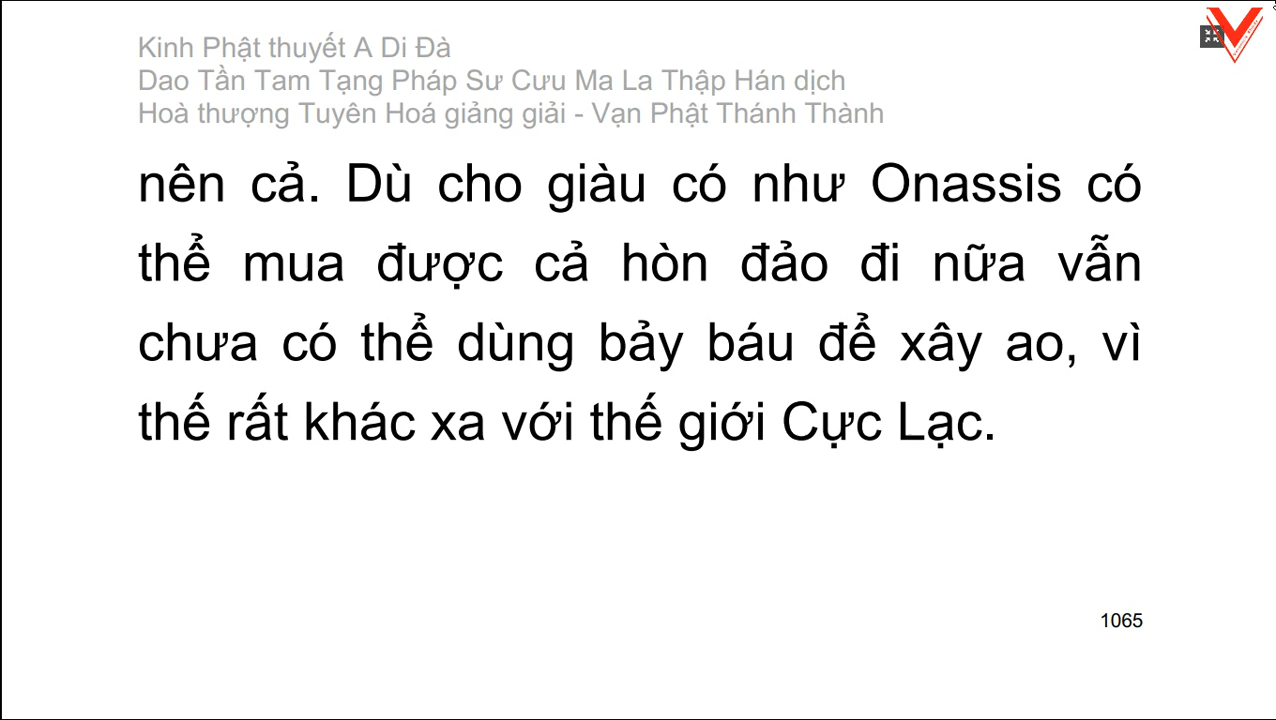 Kinh Phật thuyết A Di Đà
Dao Tần Tam Tạng Pháp Sư Cưu Ma La Thập Hán dịch
Hoà thượng Tuyên Hoá giảng giải - Vạn Phật Thánh Thành
nên cả. Dù cho giàu có như Onassis có
thể mua được cả hòn đảo đi nữa vẫn
chưa có thể dùng bảy báu để xây ao, vì
thế rất khác xa với thế giới Cực Lạc.
1065